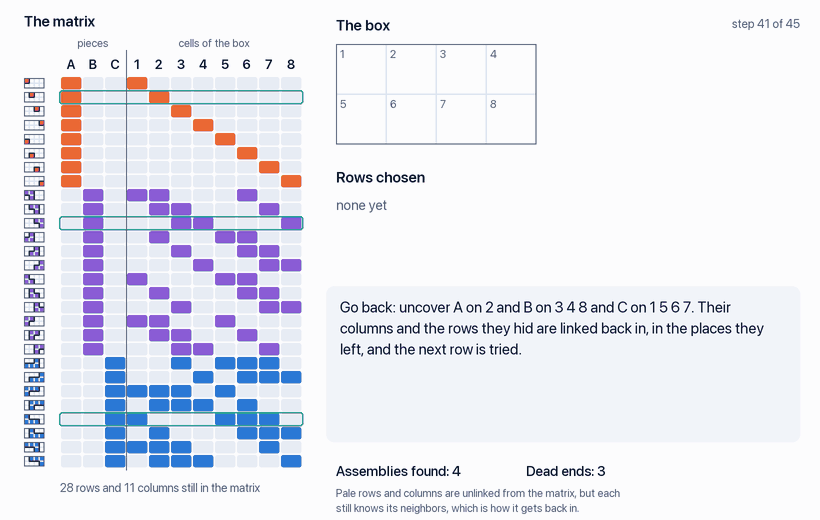 The matrix
pieces
cells of the box
A B C 1 2 3 4 5 6 7 8
28 rows and 11 columns still in the matrix
The box
step 41 of 45
1 2 3 4
5 6 7 8
Rows chosen
none yet
Go back: uncover A on 2 and B on 3 4 8 and C on 1 5 6 7. Their
columns and the rows they hid are linked back in, in the places they
left, and the next row is tried.
Assemblies found: 4
Dead ends: 3
Pale rows and columns are unlinked from the matrix, but each
still knows its neighbors, which is how it gets back in.